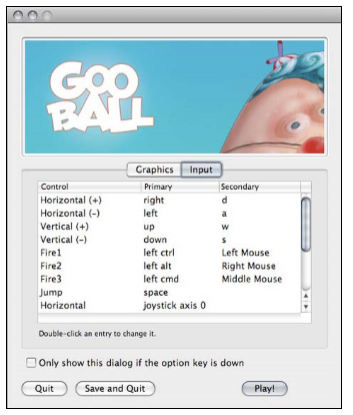 GOO
BALL
Graphics Input
Control Primary Secondary
Horizontal (+) right d
Horizontal (-) left a
Vertical (+) up w
Vertical (-) down s
Fire1 left ctrl Left Mouse
Fire2 left alt Right Mouse
Fire3 left cmd Middle Mouse
Jump space
Horizontal joystick axis 0
Double-click an entry to change it.
Only show this dialog if the option key is down
Quit Save and Quit Play!